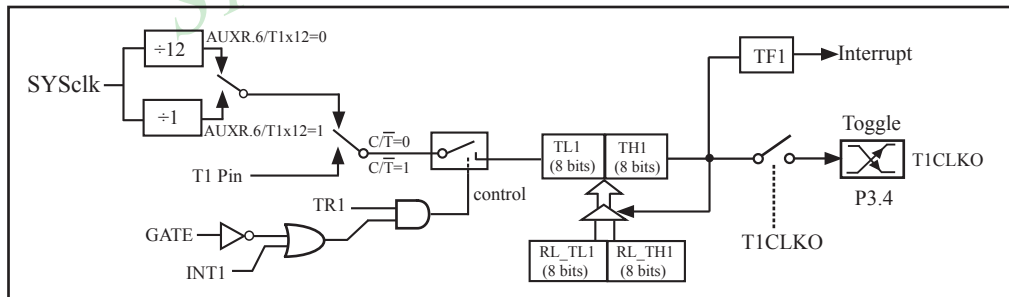 ÷12
AUXR.6/T1x12=0
SYSclk
÷1
AUXR.6/T1x12=1
T1 Pin
C/T=0
C/T=1
control
TR1
GATE
INT1
TL1
(8 bits)
TH1
(8 bits)
RL_TL1
(8 bits)
RL_TH1
(8 bits)
TF1
Interrupt
Toggle
T1CLKO
P3.4
T1CLKO